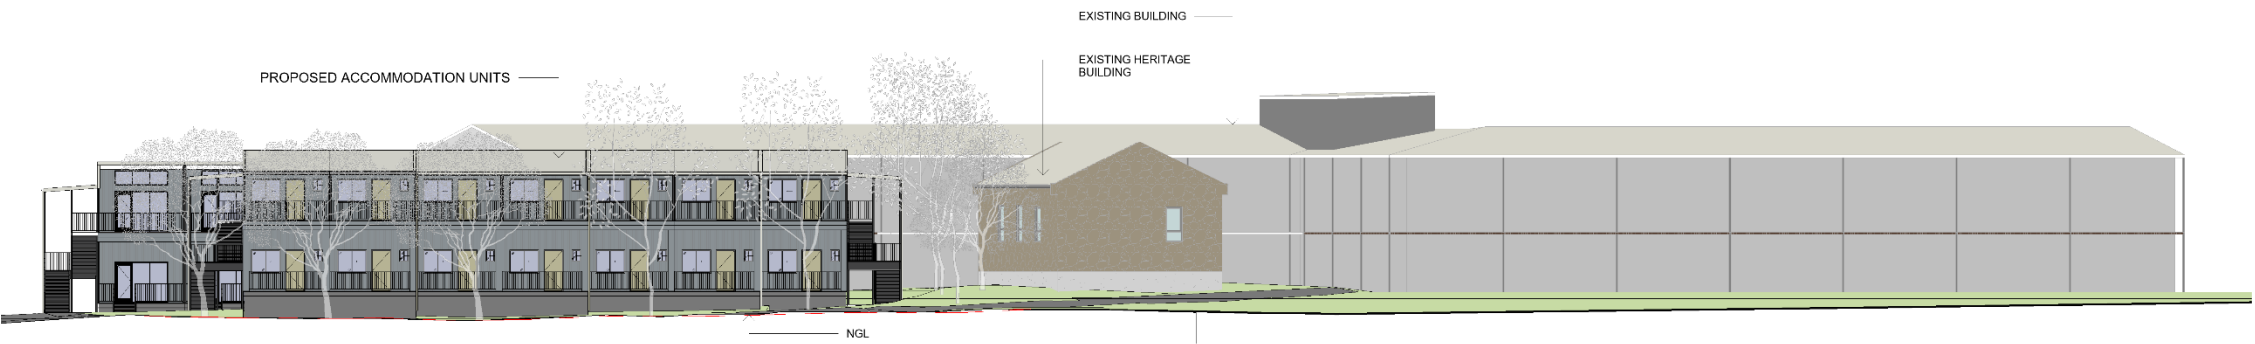 EXISTING BUILDING
EXISTING HERITAGE
BUILDING
PROPOSED ACCOMMODATION UNITS
NGL